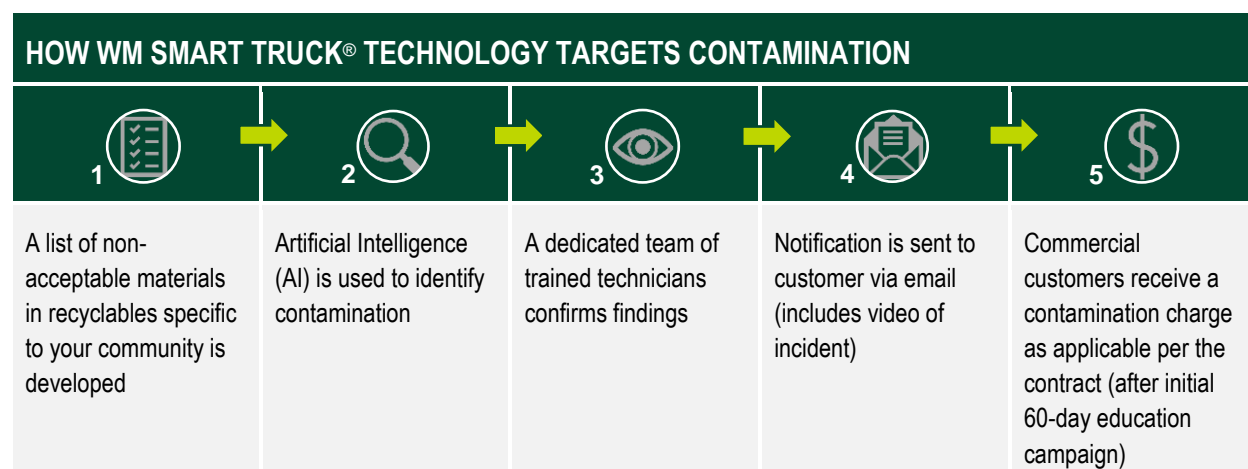 HOW WM SMART TRUCK® TECHNOLOGY TARGETS CONTAMINATION
1
A list of non-
acceptable materials
in recyclables specific
to your community is
developed
2
Artificial Intelligence
(AI) is used to identify
contamination
3
A dedicated team of
trained technicians
confirms findings
4
Notification is sent to
customer via email
(includes video of
incident)
5
Commercial
customers receive a
contamination charge
as applicable per the
contract (after initial
60-day education
campaign)